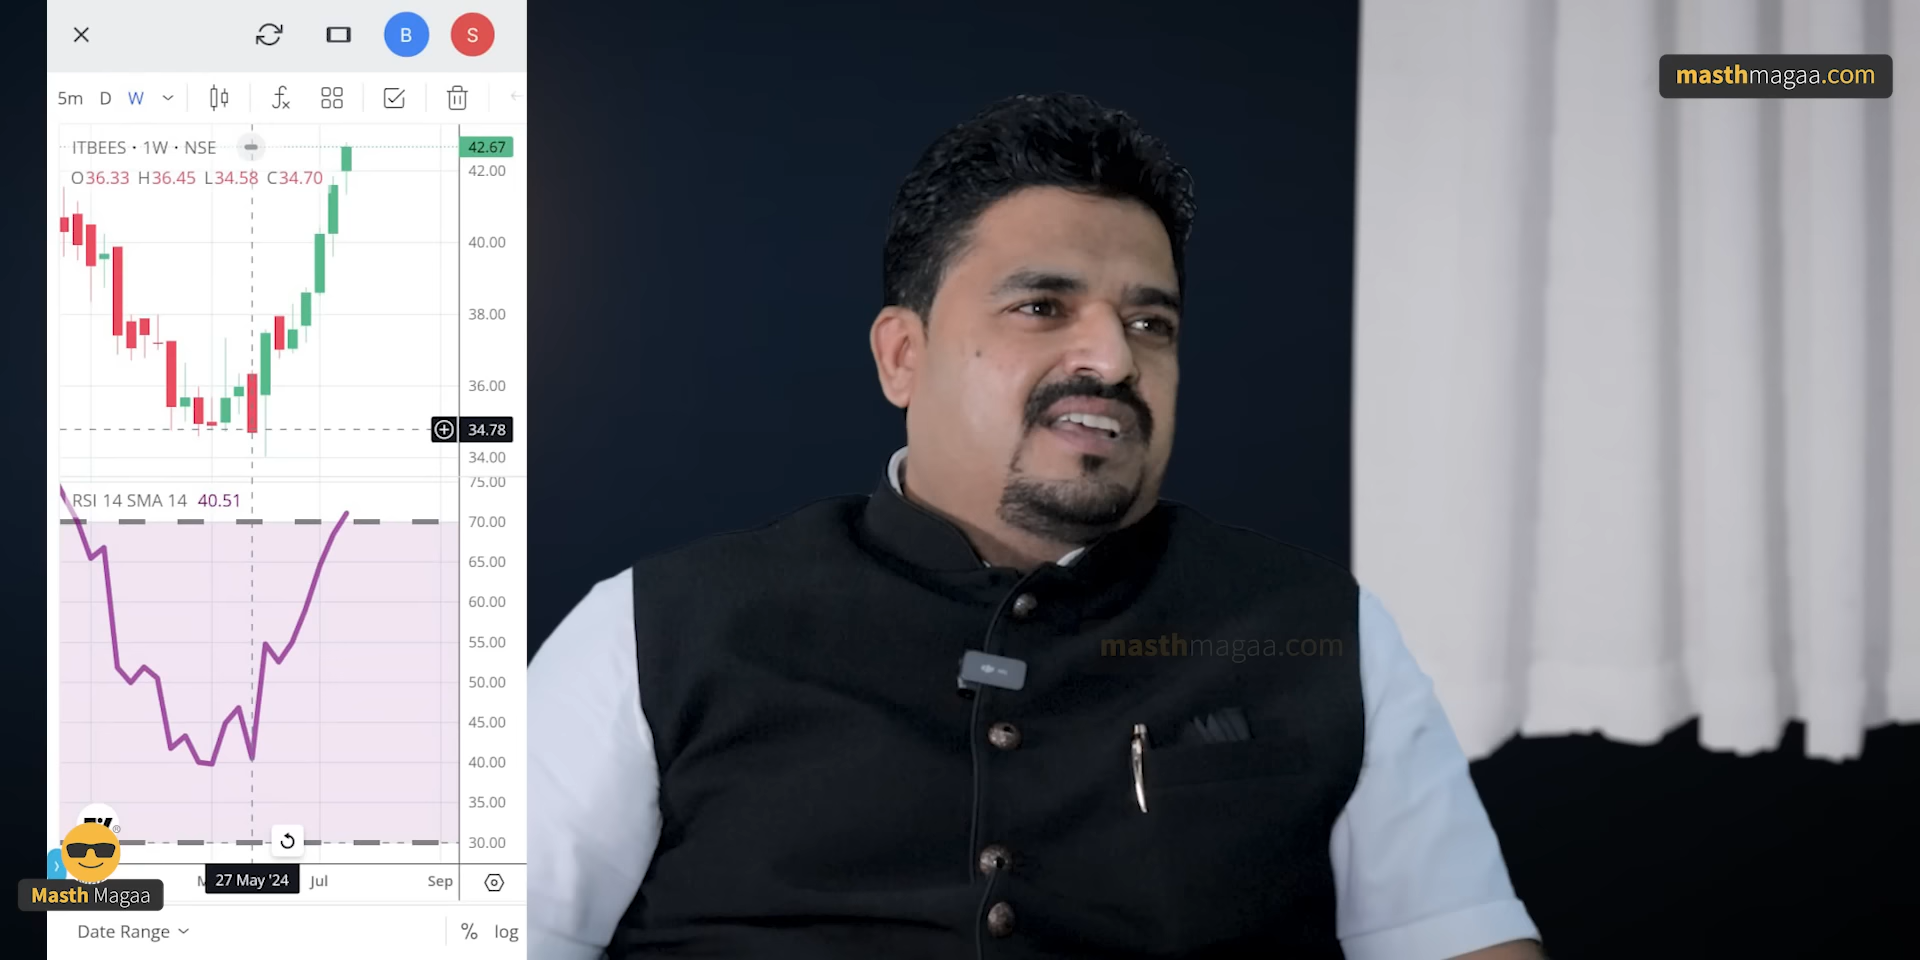 B
S
masthmagaa.com
5m D W
fx
ITBEES · 1W · NSE
42.67
42.00
O36.33 H36.45 L34.58 C34.70
40.00
38.00
36.00
34.78
34.00
75.00
RSI 14 SMA 14 40.51
70.00
65.00
60.00
55.00
masthmagaa.com
50.00
45.00
40.00
35.00
30.00
27 May '24
Jul
Sep
Masth Magaa
Date Range
% log